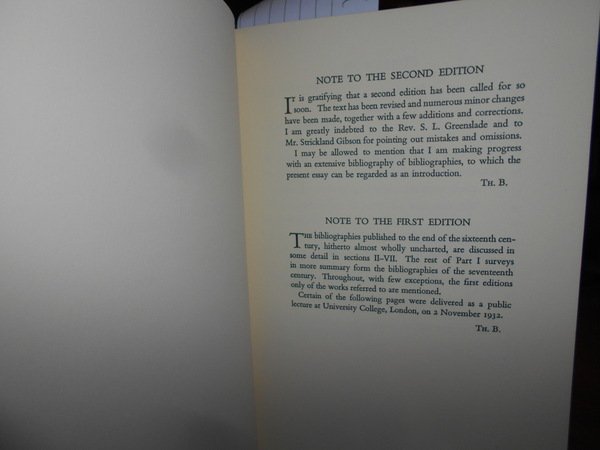 NOTE TO THE SECOND EDITION
IT is gratifying that a second edition has been called for so
soon. The text has been revised and numerous minor changes
have been made, together with a few additions and corrections.
I am greatly indebted to the Rev. S. L. Greenslade and to
Mr. Strickland Gibson for pointing out mistakes and omissions.
I may be allowed to mention that I am making progress
with an extensive bibliography of bibliographies, to which the
present essay can be regarded as an introduction.
TH. B.
NOTE TO THE FIRST EDITION
THE bibliographies published to the end of the sixteenth cen-
tury, hitherto almost wholly uncharted, are discussed in
some detail in sections II–VII. The rest of Part I surveys
in more summary form the bibliographies of the seventeenth
century. Throughout, with few exceptions, the first editions
only of the works referred to are mentioned.
Certain of the following pages were delivered as a public
lecture at University College, London, on 2 November 1932.
TH. B.